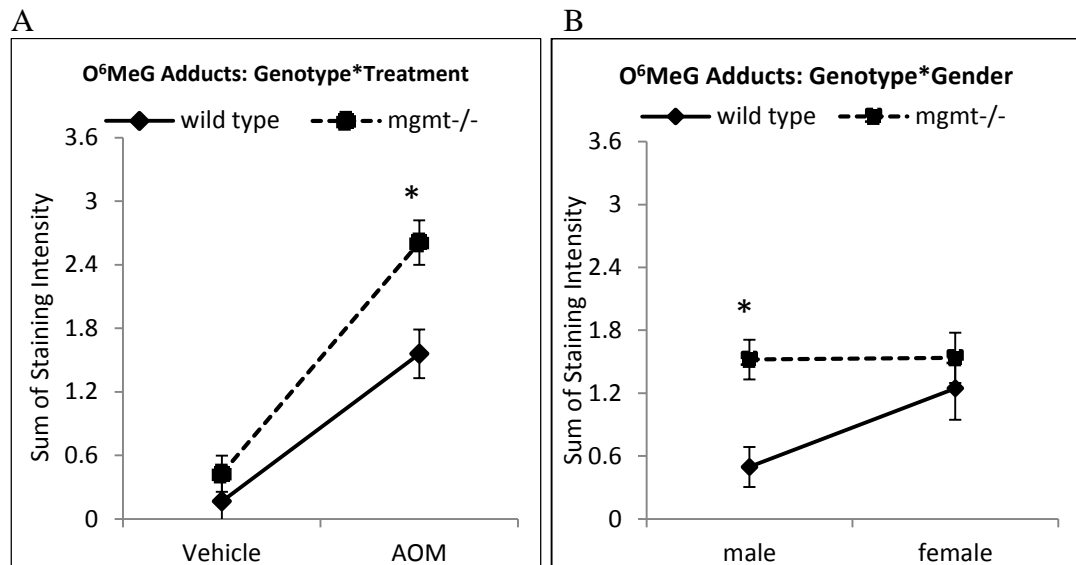 A
O⁶MeG Adducts: Genotype*Treatment
wild type mgmt-/-
Sum of Staining Intensity
3.6
3
2.4
1.8
1.2
0.6
0
*
Vehicle AOM
B
O⁶MeG Adducts: Genotype*Gender
wild type mgmt-/-
Sum of Staining Intensity
3.6
3
2.4
1.8
1.2
0.6
0
*
male female